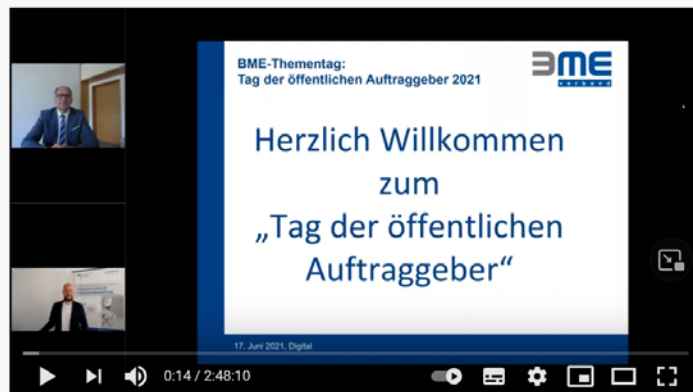 BME-Thementag:
Tag der öffentlichen Auftraggeber 2021
BME
verband
Herzlich Willkommen
zum
„Tag der öffentlichen
Auftraggeber“
17. Juni 2021, Digital
0:14 / 2:48:10